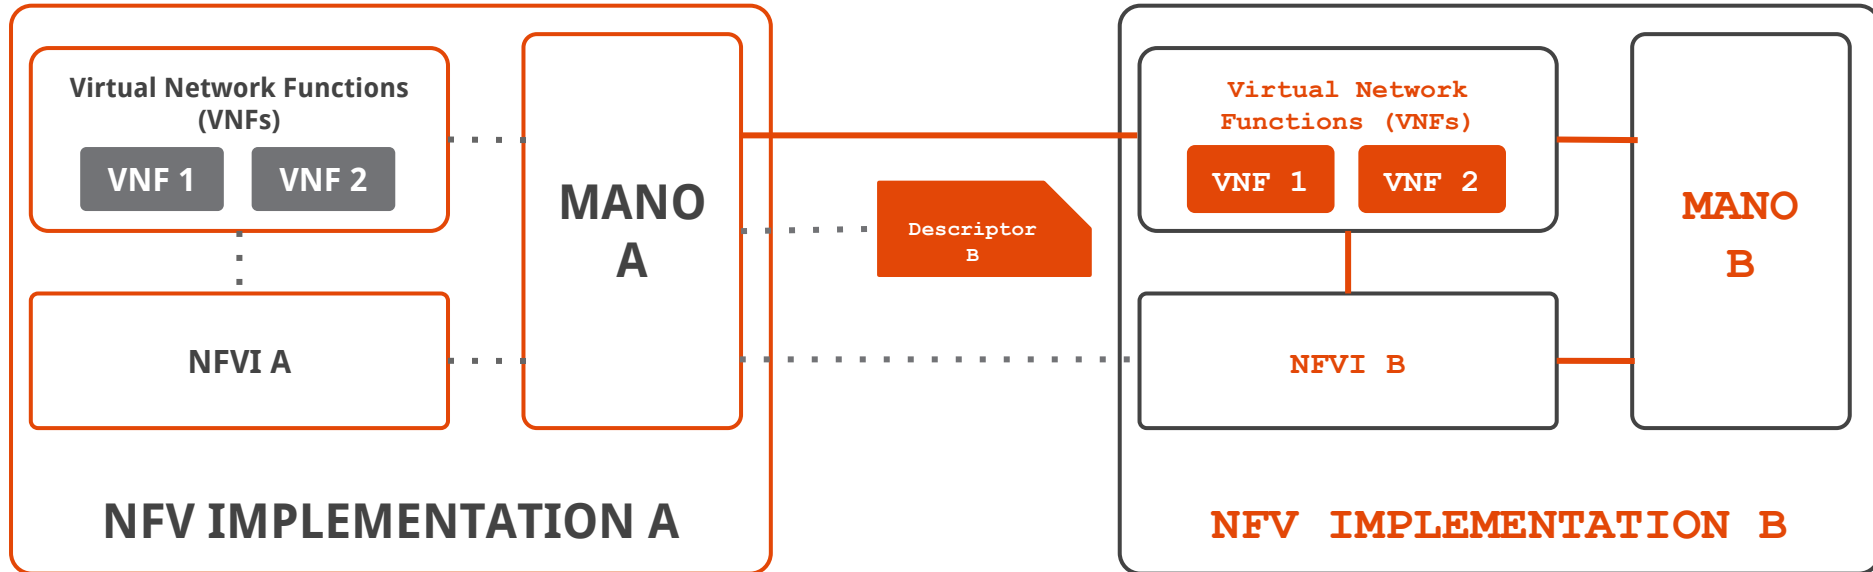 Virtual Network Functions
(VNFs)
VNF 1
VNF 2
MANO
A
NFVI A
NFV IMPLEMENTATION A
Descriptor
B
Virtual Network
Functions (VNFs)
VNF 1
VNF 2
MANO
B
NFVI B
NFV IMPLEMENTATION B